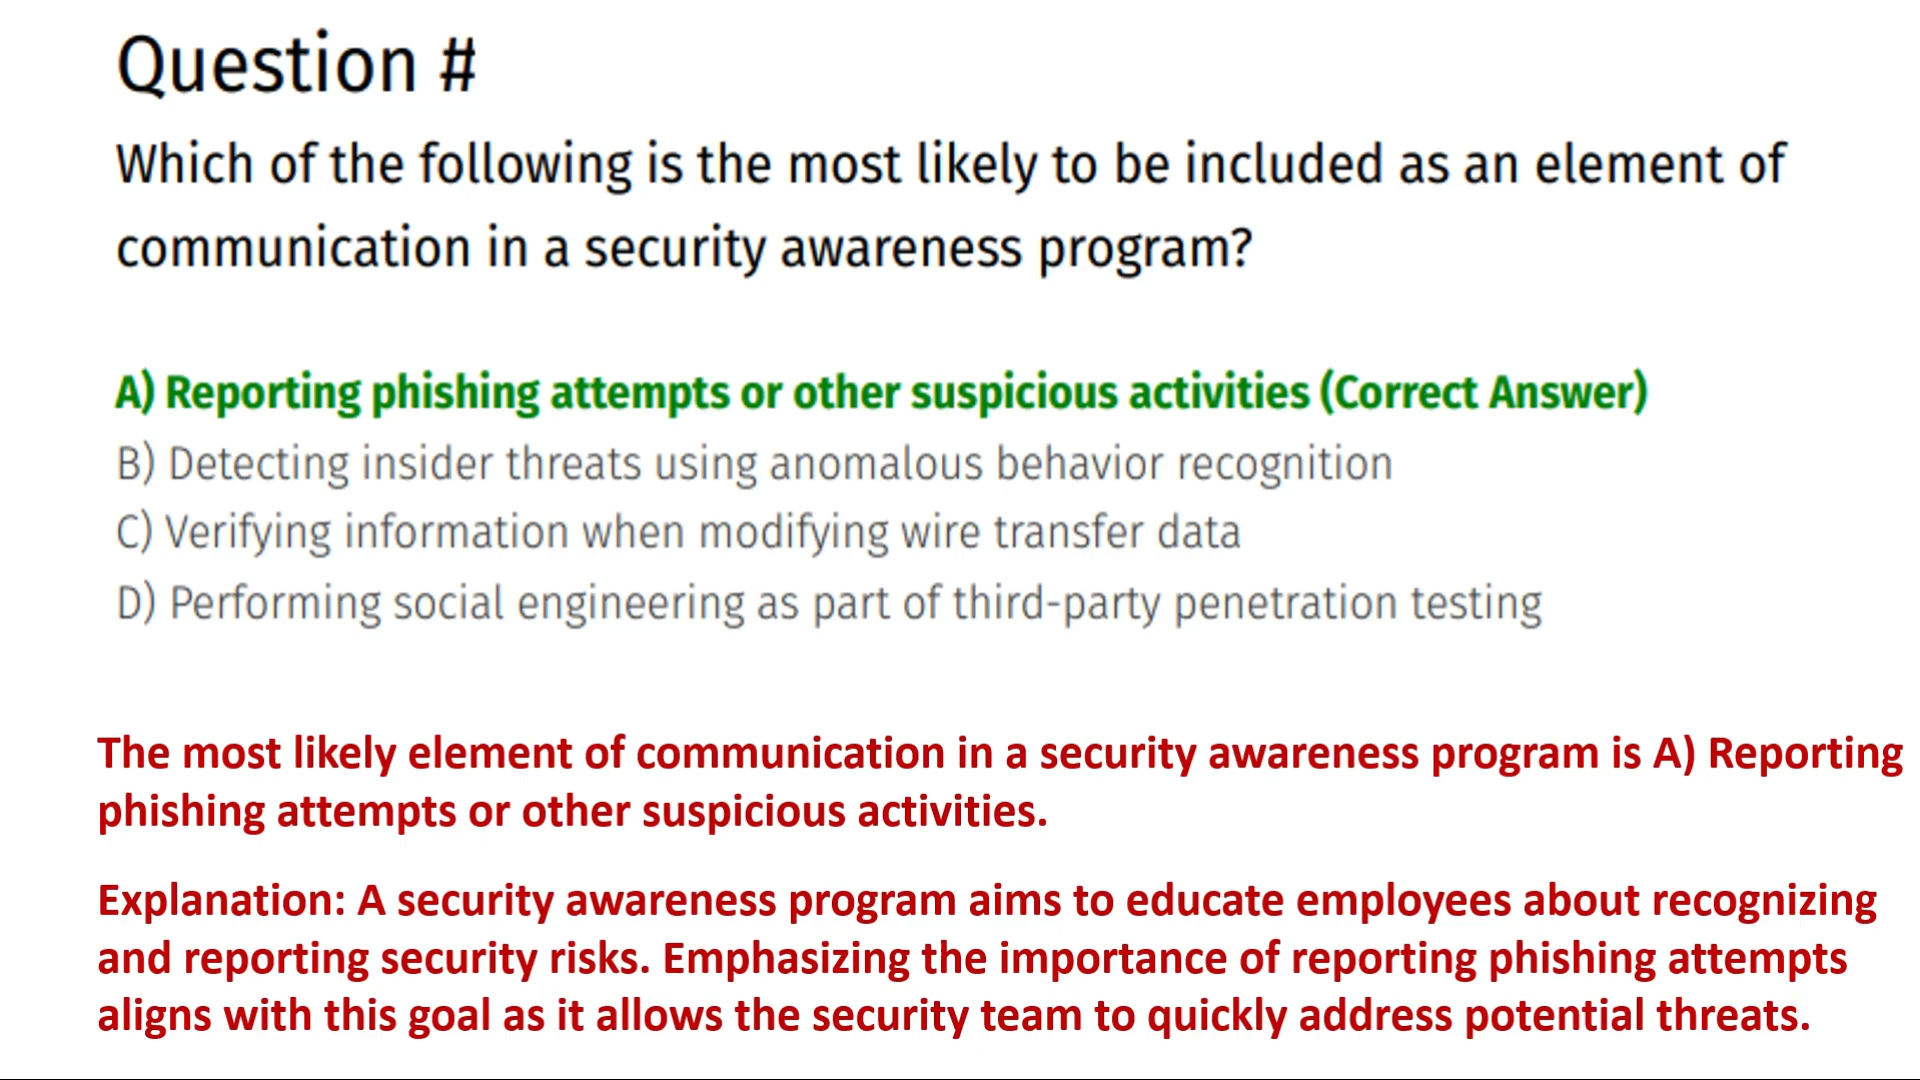 Question #
Which of the following is the most likely to be included as an element of
communication in a security awareness program?
A) Reporting phishing attempts or other suspicious activities (Correct Answer)
B) Detecting insider threats using anomalous behavior recognition
C) Verifying information when modifying wire transfer data
D) Performing social engineering as part of third-party penetration testing
The most likely element of communication in a security awareness program is A) Reporting
phishing attempts or other suspicious activities.
Explanation: A security awareness program aims to educate employees about recognizing
and reporting security risks. Emphasizing the importance of reporting phishing attempts
aligns with this goal as it allows the security team to quickly address potential threats.